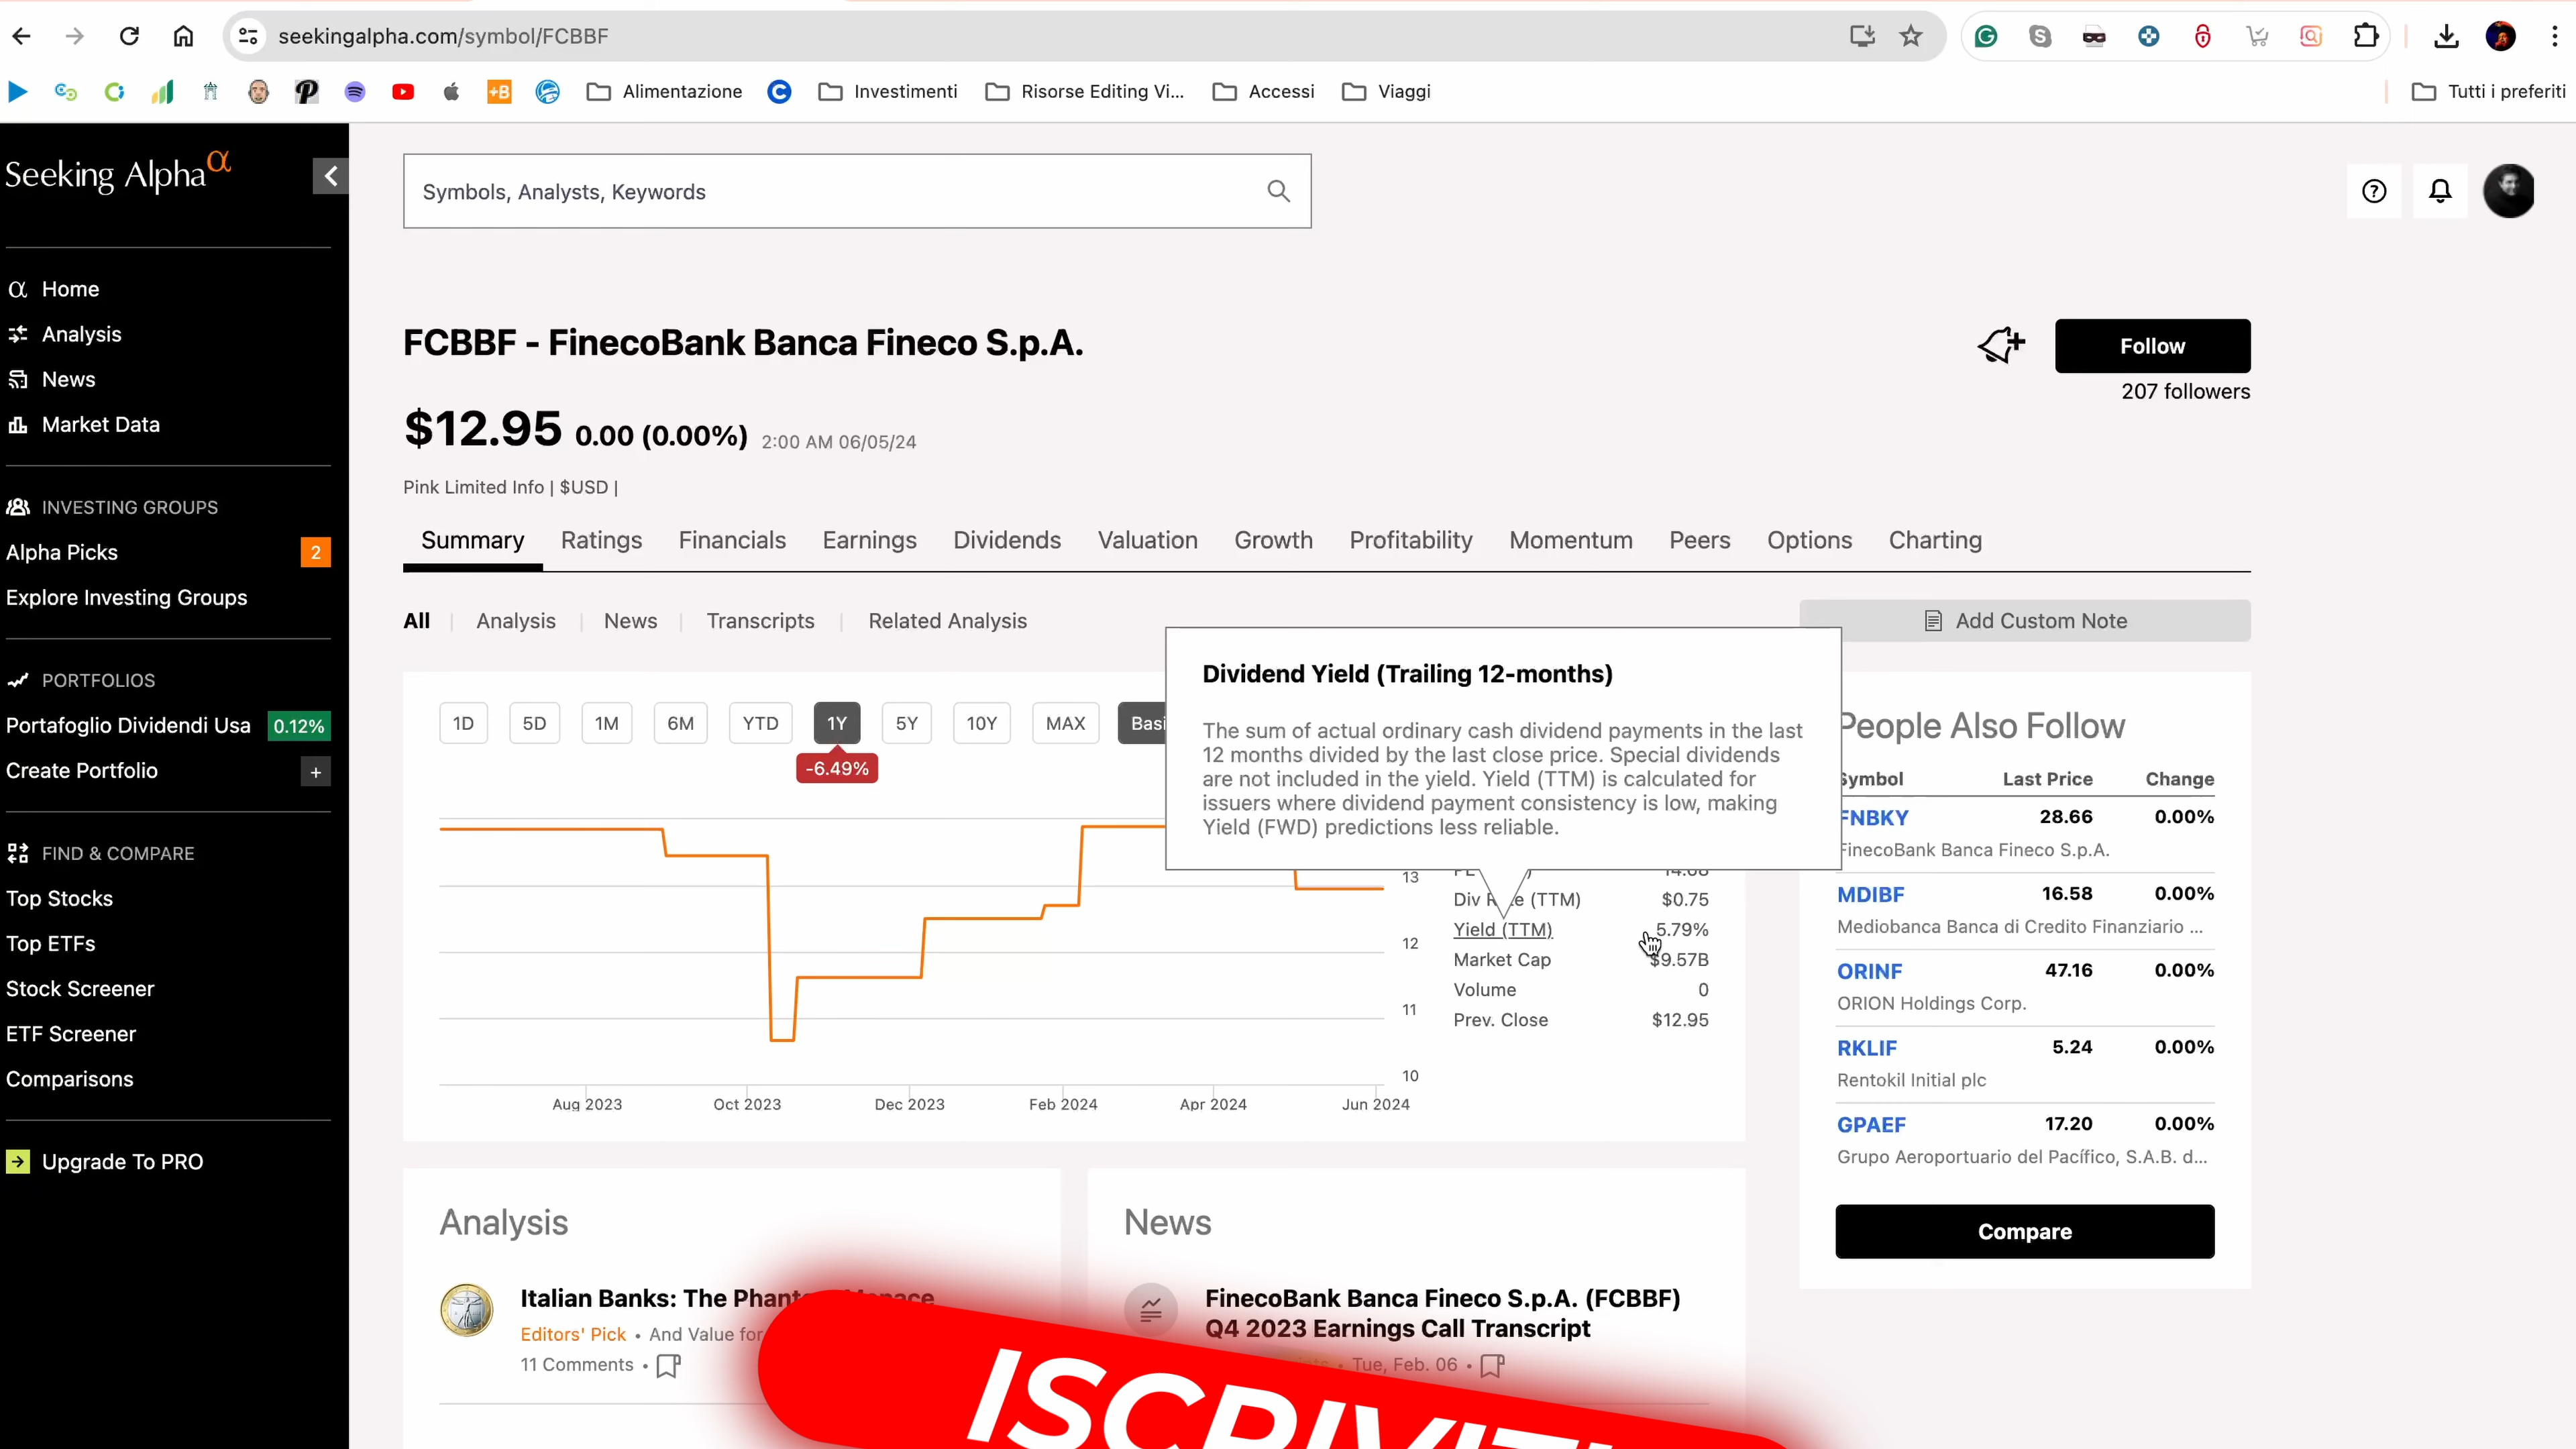 seekingalpha.com/symbol/FCBBF
Alimentazione
Investimenti
Risorse Editing Vi...
Accessi
Viaggi
Tutti i preferiti
Seeking Alpha α
Symbols, Analysts, Keywords
Home
Analysis
News
Market Data
INVESTING GROUPS
Alpha Picks 2
Explore Investing Groups
PORTFOLIOS
Portafoglio Dividendi Usa 0.12%
Create Portfolio +
FIND & COMPARE
Top Stocks
Top ETFs
Stock Screener
ETF Screener
Comparisons
Upgrade To PRO
FCBBF - FinecoBank Banca Fineco S.p.A.
Follow
207 followers
$12.95 0.00 (0.00%) 2:00 AM 06/05/24
Pink Limited Info | $USD |
Summary Ratings Financials Earnings Dividends Valuation Growth Profitability Momentum Peers Options Charting
All | Analysis | News | Transcripts | Related Analysis
Add Custom Note
1D 5D 1M 6M YTD 1Y 5Y 10Y MAX Basi
-6.49%
Dividend Yield (Trailing 12-months)
The sum of actual ordinary cash dividend payments in the last
12 months divided by the last close price. Special dividends
are not included in the yield. Yield (TTM) is calculated for
issuers where dividend payment consistency is low, making
Yield (FWD) predictions less reliable.
13
12
11
10
Aug 2023 Oct 2023 Dec 2023 Feb 2024 Apr 2024 Jun 2024
Div (TTM) $0.75
Yield (TTM) 5.79%
Market Cap $9.57B
Volume 0
Prev. Close $12.95
People Also Follow
Symbol Last Price Change
FNBKY 28.66 0.00%
FinecoBank Banca Fineco S.p.A.
MDIBF 16.58 0.00%
Mediobanca Banca di Credito Finanziario ...
ORINF 47.16 0.00%
ORION Holdings Corp.
RKLIF 5.24 0.00%
Rentokil Initial plc
GPAEF 17.20 0.00%
Grupo Aeroportuario del Pacífico, S.A.B. d...
Compare
Analysis
Italian Banks: The Phantom Menace
Editors' Pick • And Value for
11 Comments •
News
FinecoBank Banca Fineco S.p.A. (FCBBF)
Q4 2023 Earnings Call Transcript
Tue, Feb. 06 •
ISCRIVITI